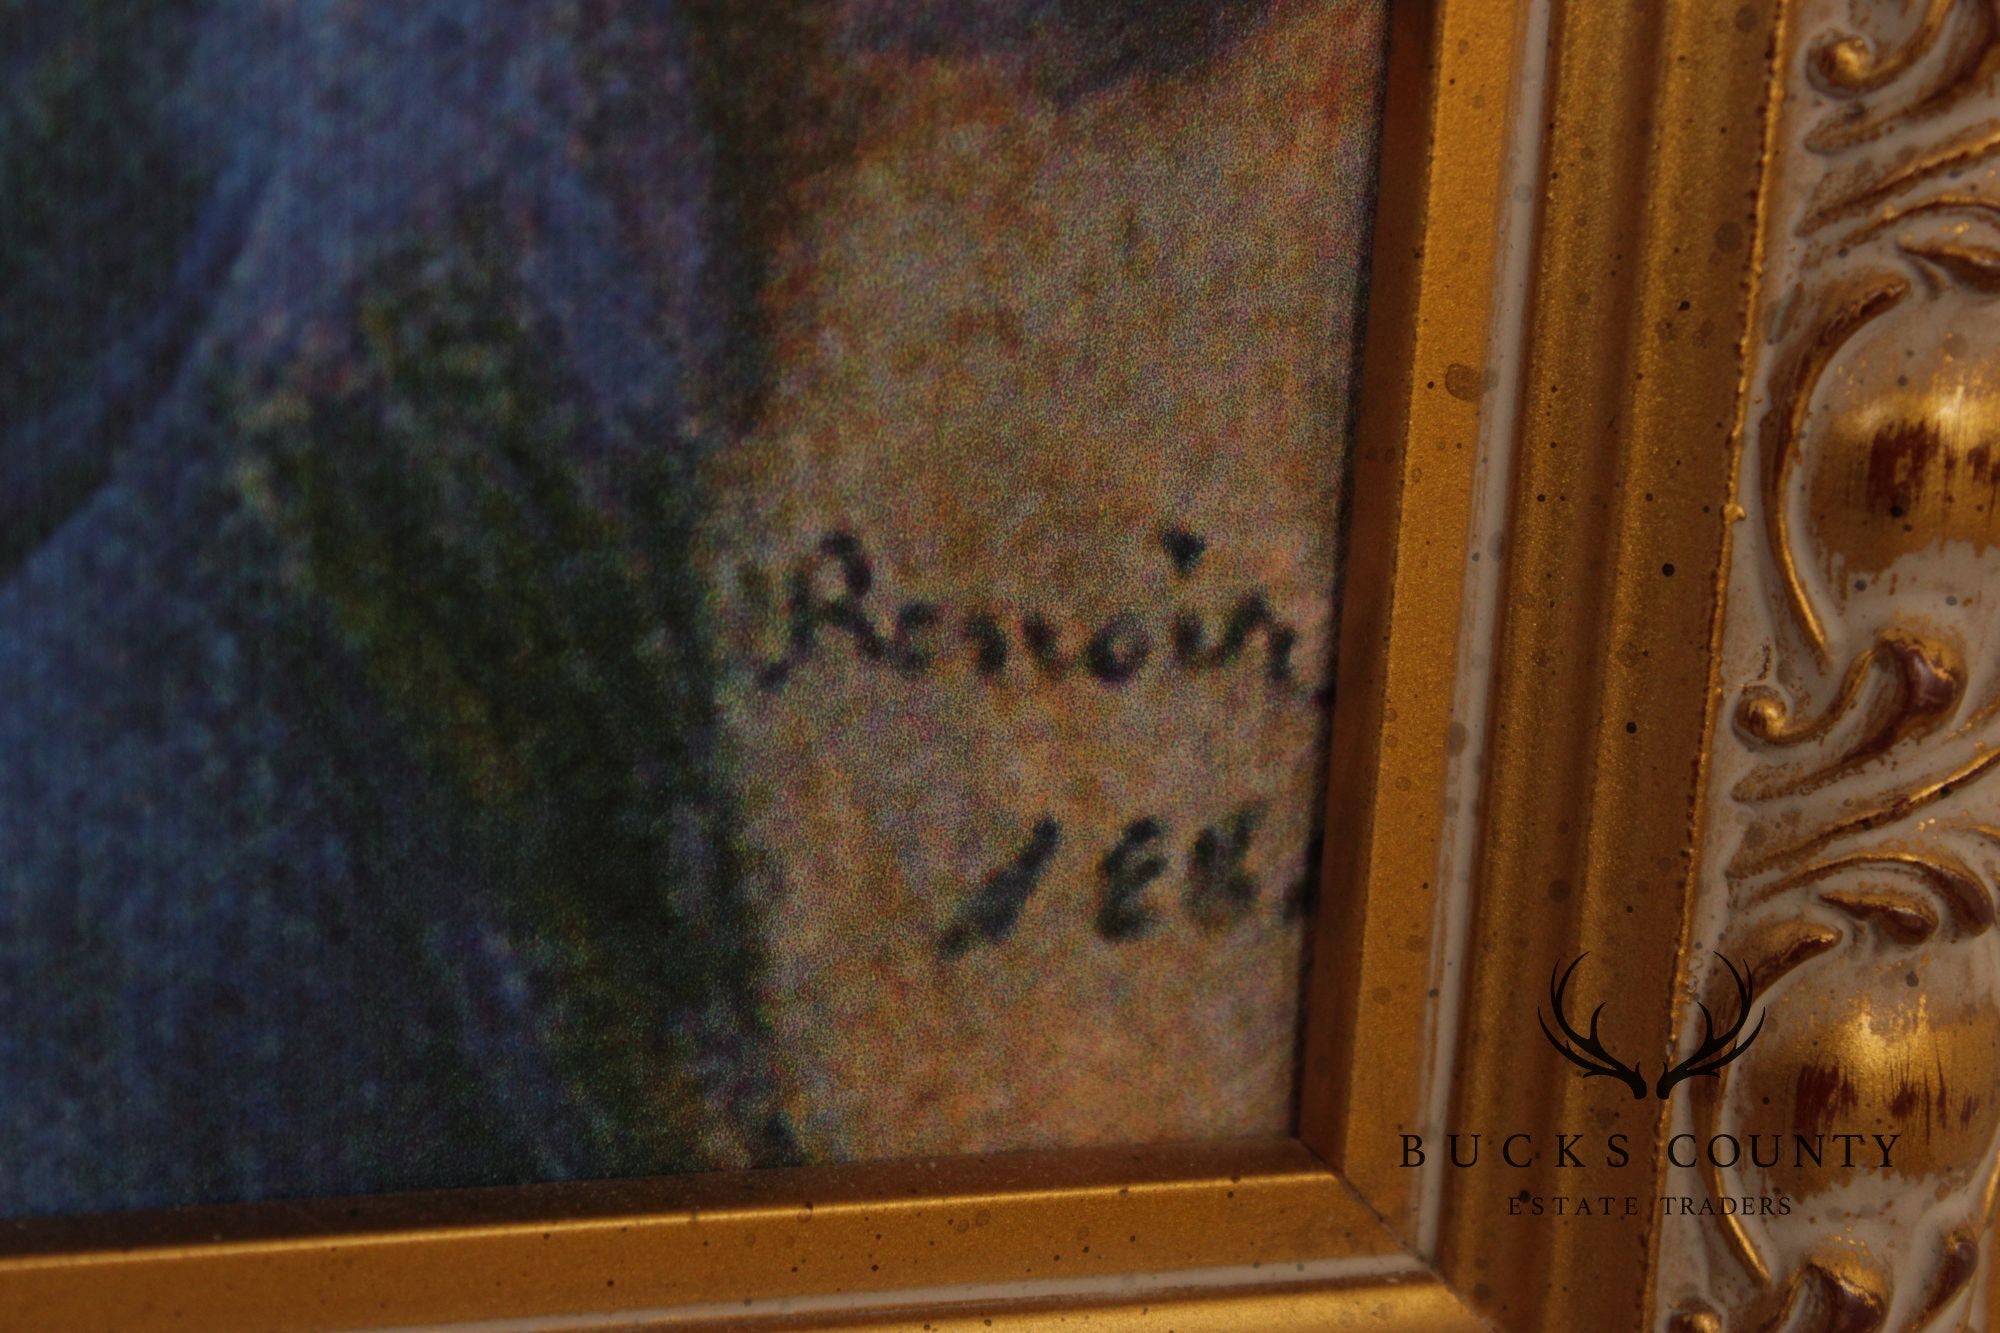 Renoir.
BUCKS COUNTY
ESTATE TRADERS